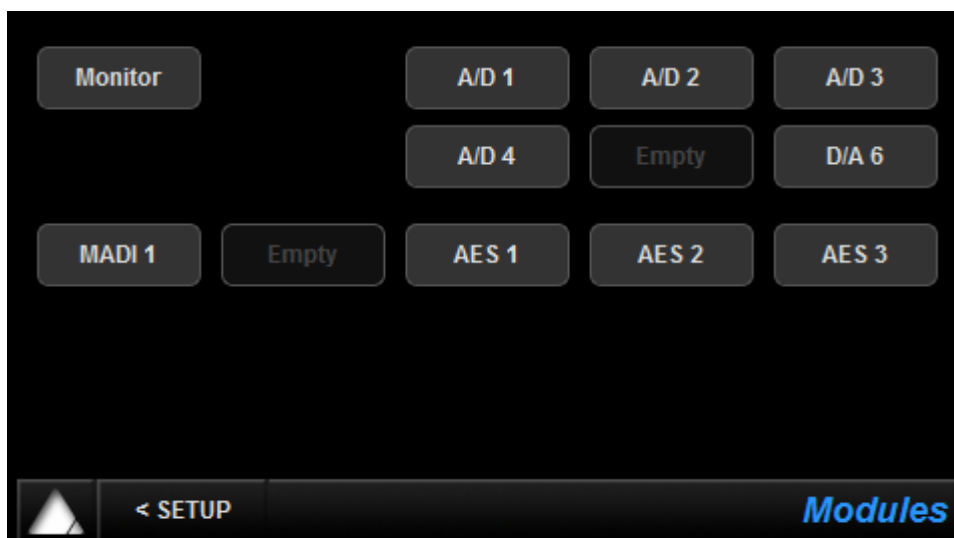 Monitor A/D 1 A/D 2 A/D 3
A/D 4 Empty D/A 6
MADI 1 Empty AES 1 AES 2 AES 3
< SETUP Modules